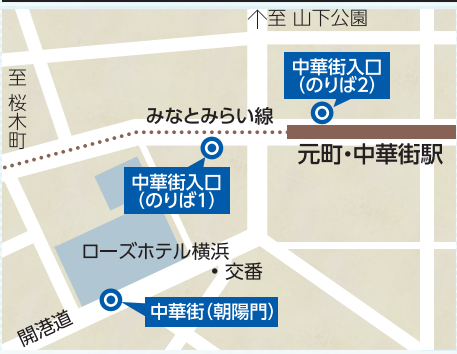 至 山下公園
至 桜木町
中華街入口
（のりば2）
みなとみらい線
元町・中華街駅
中華街入口
（のりば1）
ローズホテル横浜
・交番
中華街（朝陽門）
開港道